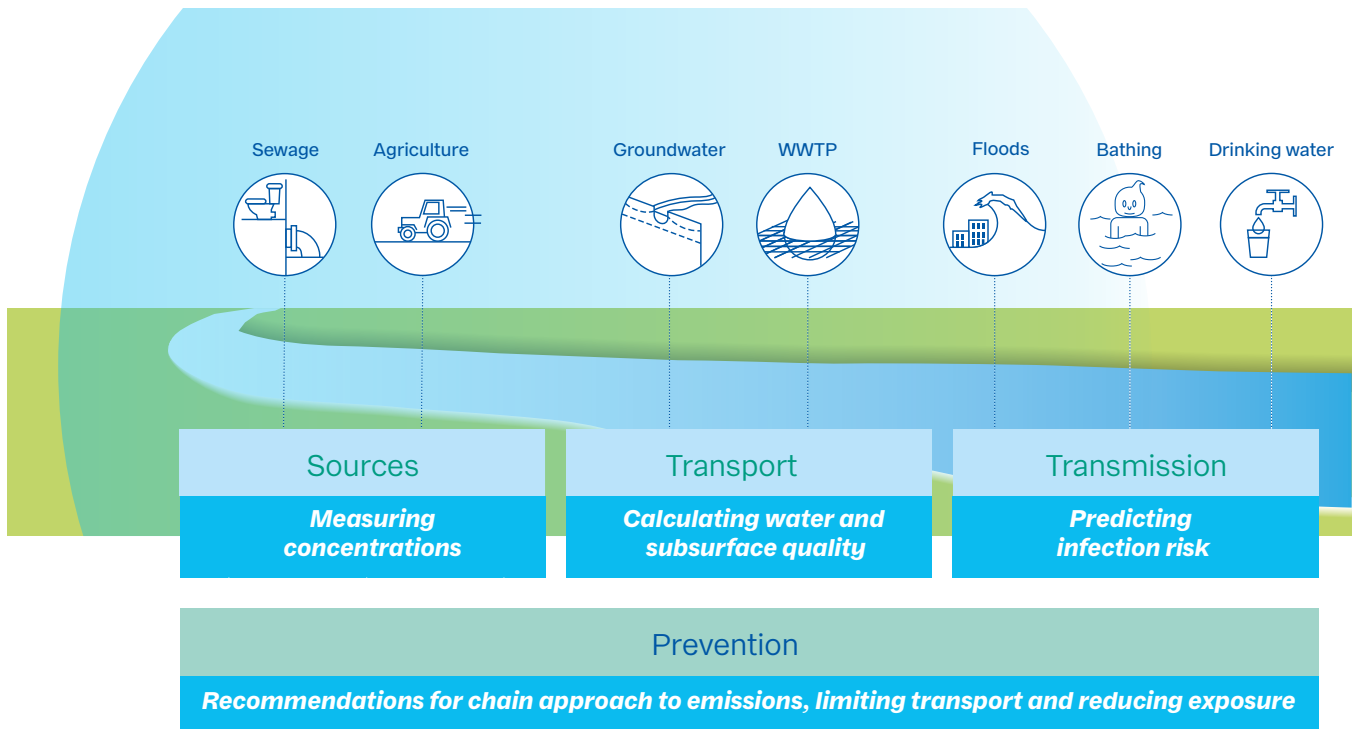 Sewage
Agriculture
Groundwater
WWTP
Floods
Bathing
Drinking water
Sources
Measuring
concentrations
Transport
Calculating water and
subsurface quality
Transmission
Predicting
infection risk
Prevention
Recommendations for chain approach to emissions, limiting transport and reducing exposure